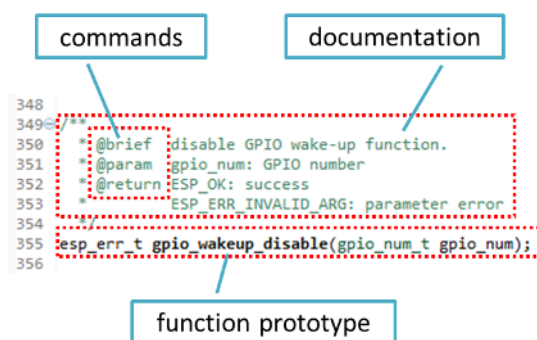 commands
documentation
348
349 /**
350 * @brief disable GPIO wake-up function.
351 * @param gpio_num: GPIO number
352 * @return ESP_OK: success
353 * ESP_ERR_INVALID_ARG: parameter error
354 */
355 esp_err_t gpio_wakeup_disable(gpio_num_t gpio_num);
356
function prototype